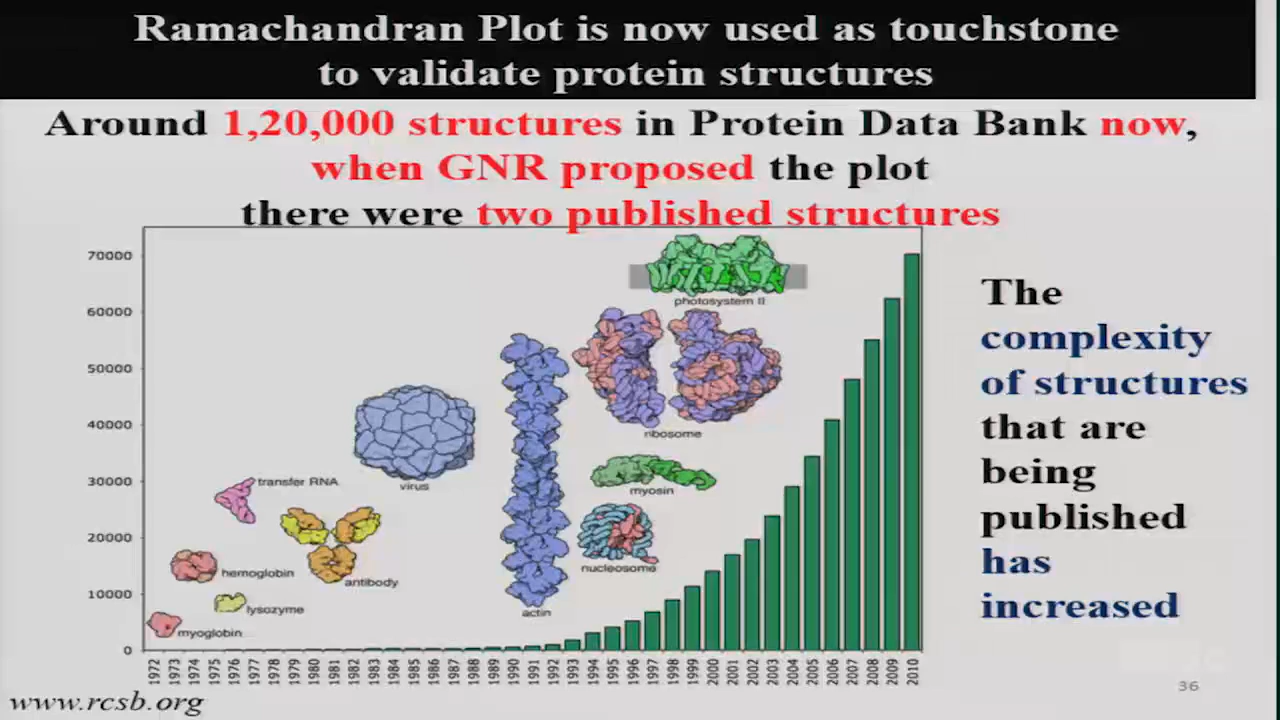 Ramachandran Plot is now used as touchstone
to validate protein structures
Around 1,20,000 structures in Protein Data Bank now,
when GNR proposed the plot
there were two published structures
70000
60000
50000
40000
30000
20000
10000
0
photosystem II
ribosome
virus
transfer RNA
myosin
hemoglobin
antibody
nucleosome
lysozyme
actin
myoglobin
1972 1973 1974 1975 1976 1977 1978 1979 1980 1981 1982 1983 1984 1985 1986 1987 1988 1989 1990 1991 1992 1993 1994 1995 1996 1997 1998 1999 2000 2001 2002 2003 2004 2005 2006 2007 2008 2009 2010
The
complexity
of structures
that are
being
published
has
increased
36
www.rcsb.org